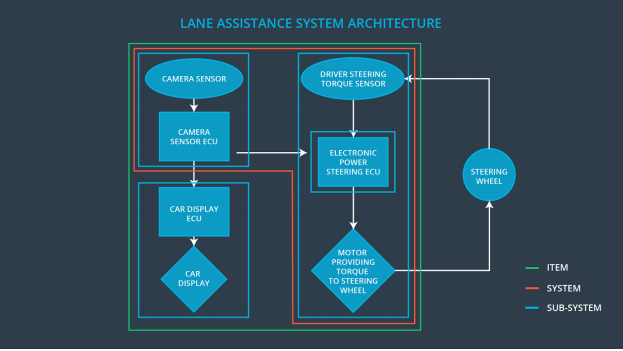 LANE ASSISTANCE SYSTEM ARCHITECTURE
CAMERA SENSOR
CAMERA
SENSOR ECU
CAR DISPLAY
ECU
CAR
DISPLAY
DRIVER STEERING
TORQUE SENSOR
ELECTRONIC
POWER
STEERING ECU
MOTOR
PROVIDING
TORQUE
TO STEERING
WHEEL
STEERING
WHEEL
ITEM
SYSTEM
SUB-SYSTEM